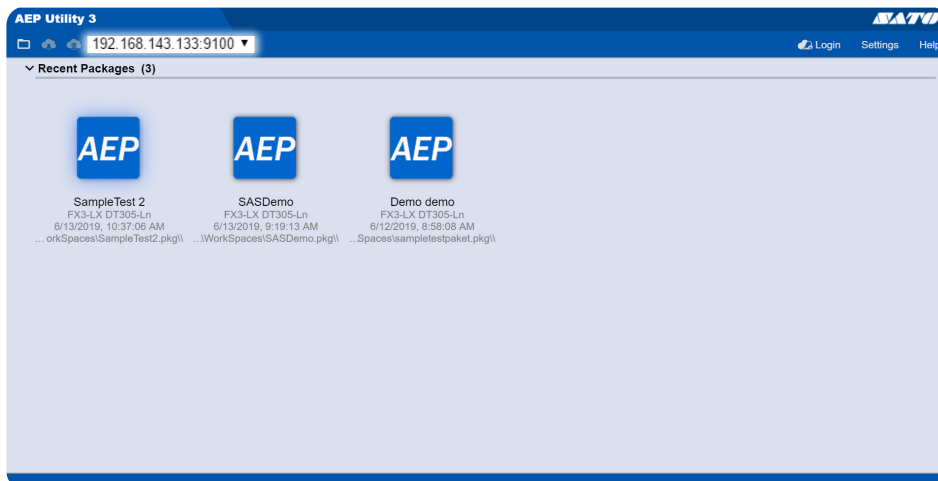 AEP Utility 3
SATO
192.168.143.133:9100 ▼
Login Settings Help
Recent Packages (3)
AEP AEP AEP
SampleTest 2 SASDemo Demo demo
FX3-LX DT305-Ln FX3-LX DT305-Ln FX3-LX DT305-Ln
6/13/2019, 10:37:06 AM 6/13/2019, 9:19:13 AM 6/12/2019, 8:58:08 AM
... orkSpaces\SampleTest2.pkg\\ ...\WorkSpaces\SASDemo.pkg\\ ...Spaces\sampletestpaket.pkg\\